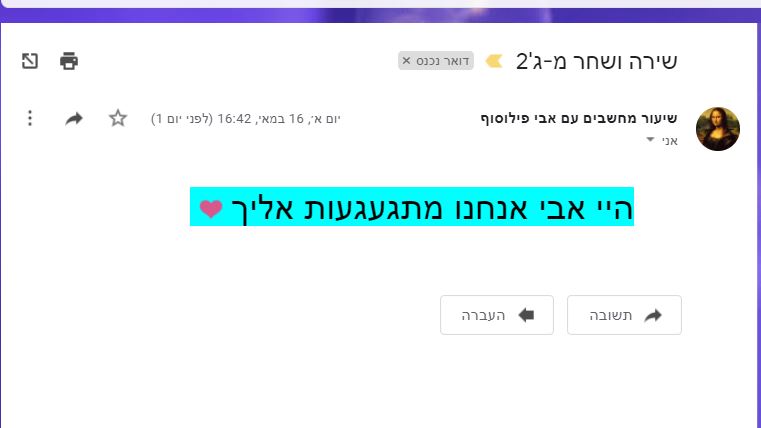 שירה ושחר מ-ג'2
דואר נכנס ×
שיעור מחשבים עם אבי פילוסוף
יום א׳, 16 במאי, 16:42 (לפני יום 1)
אני
היי אבי אנחנו מתגעגעות אליך ❤
תשובה
העברה